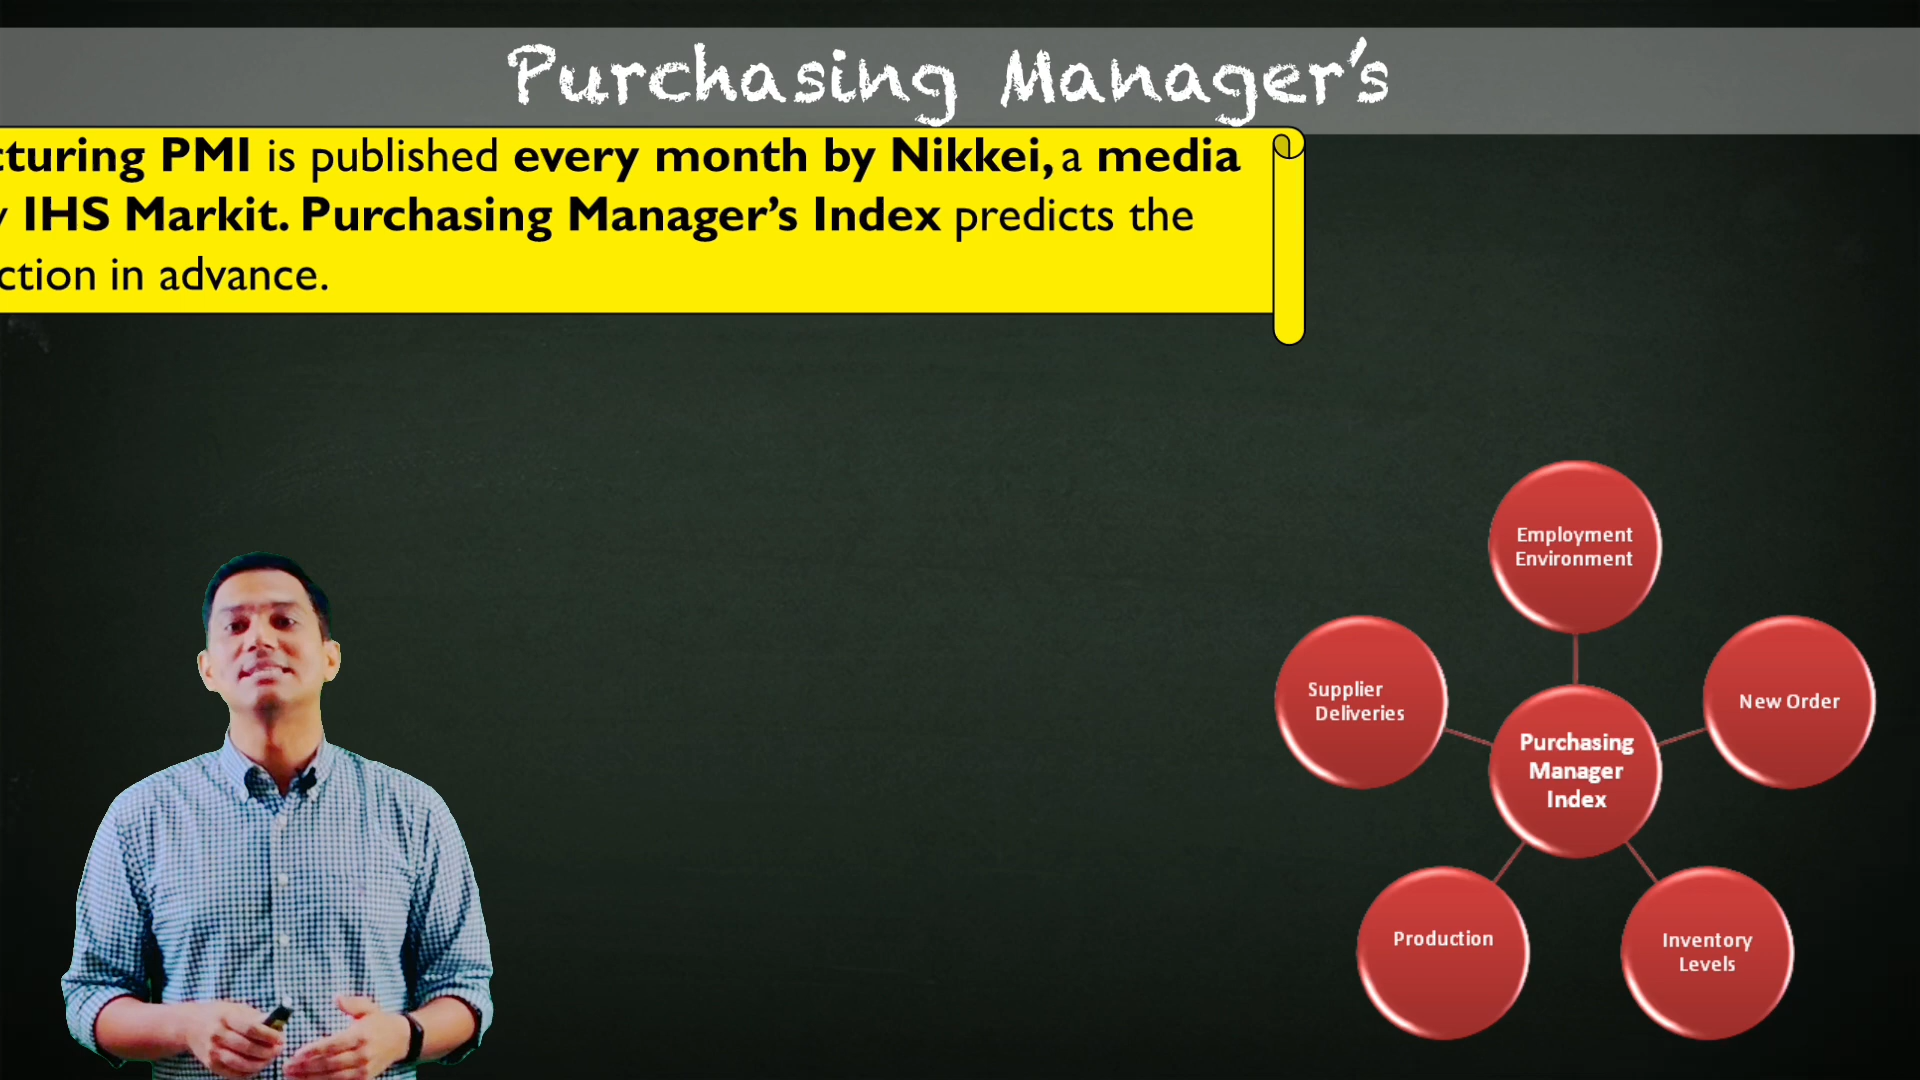 Purchasing Manager's
cturing PMI is published every month by Nikkei, a media
IHS Markit. Purchasing Manager's Index predicts the
ction in advance.
Employment
Environment
Supplier
Deliveries
New Order
Purchasing
Manager
Index
Production
Inventory
Levels